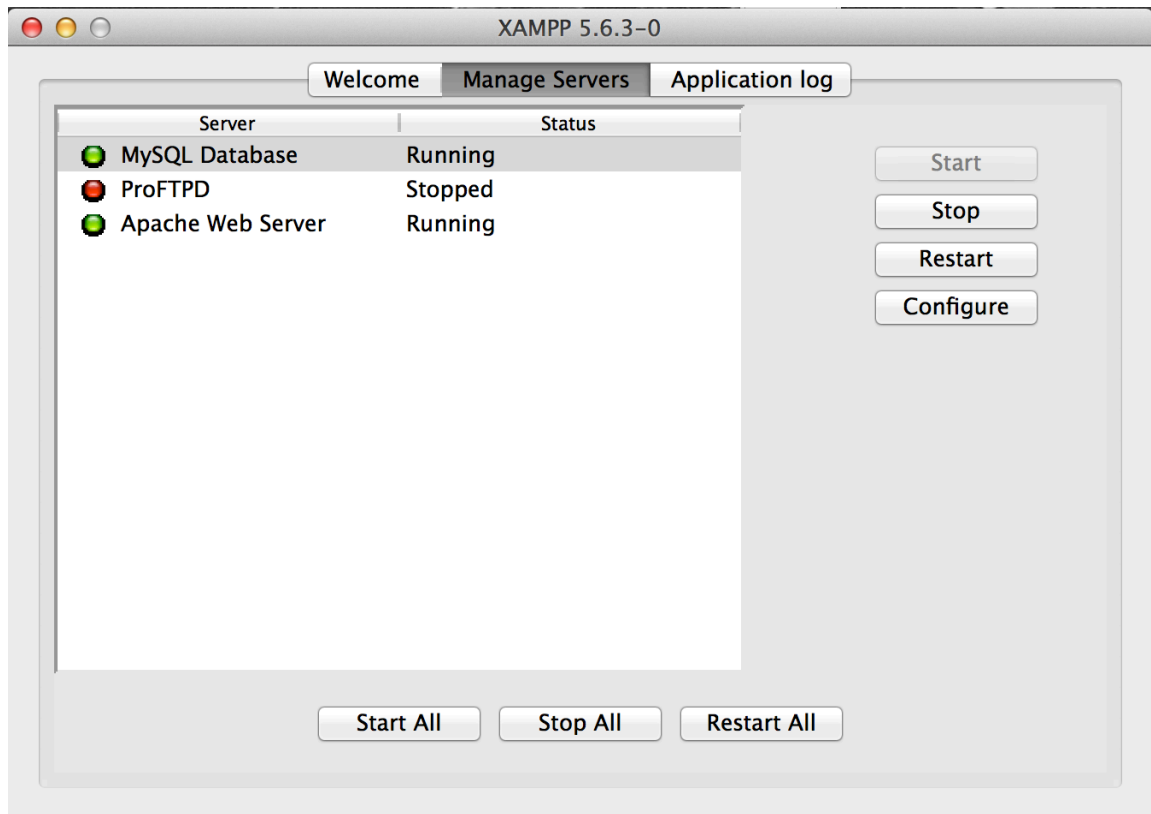 XAMPP 5.6.3-0
Welcome Manage Servers Application log
Server Status
MySQL Database Running
ProFTPD Stopped
Apache Web Server Running
Start
Stop
Restart
Configure
Start All Stop All Restart All